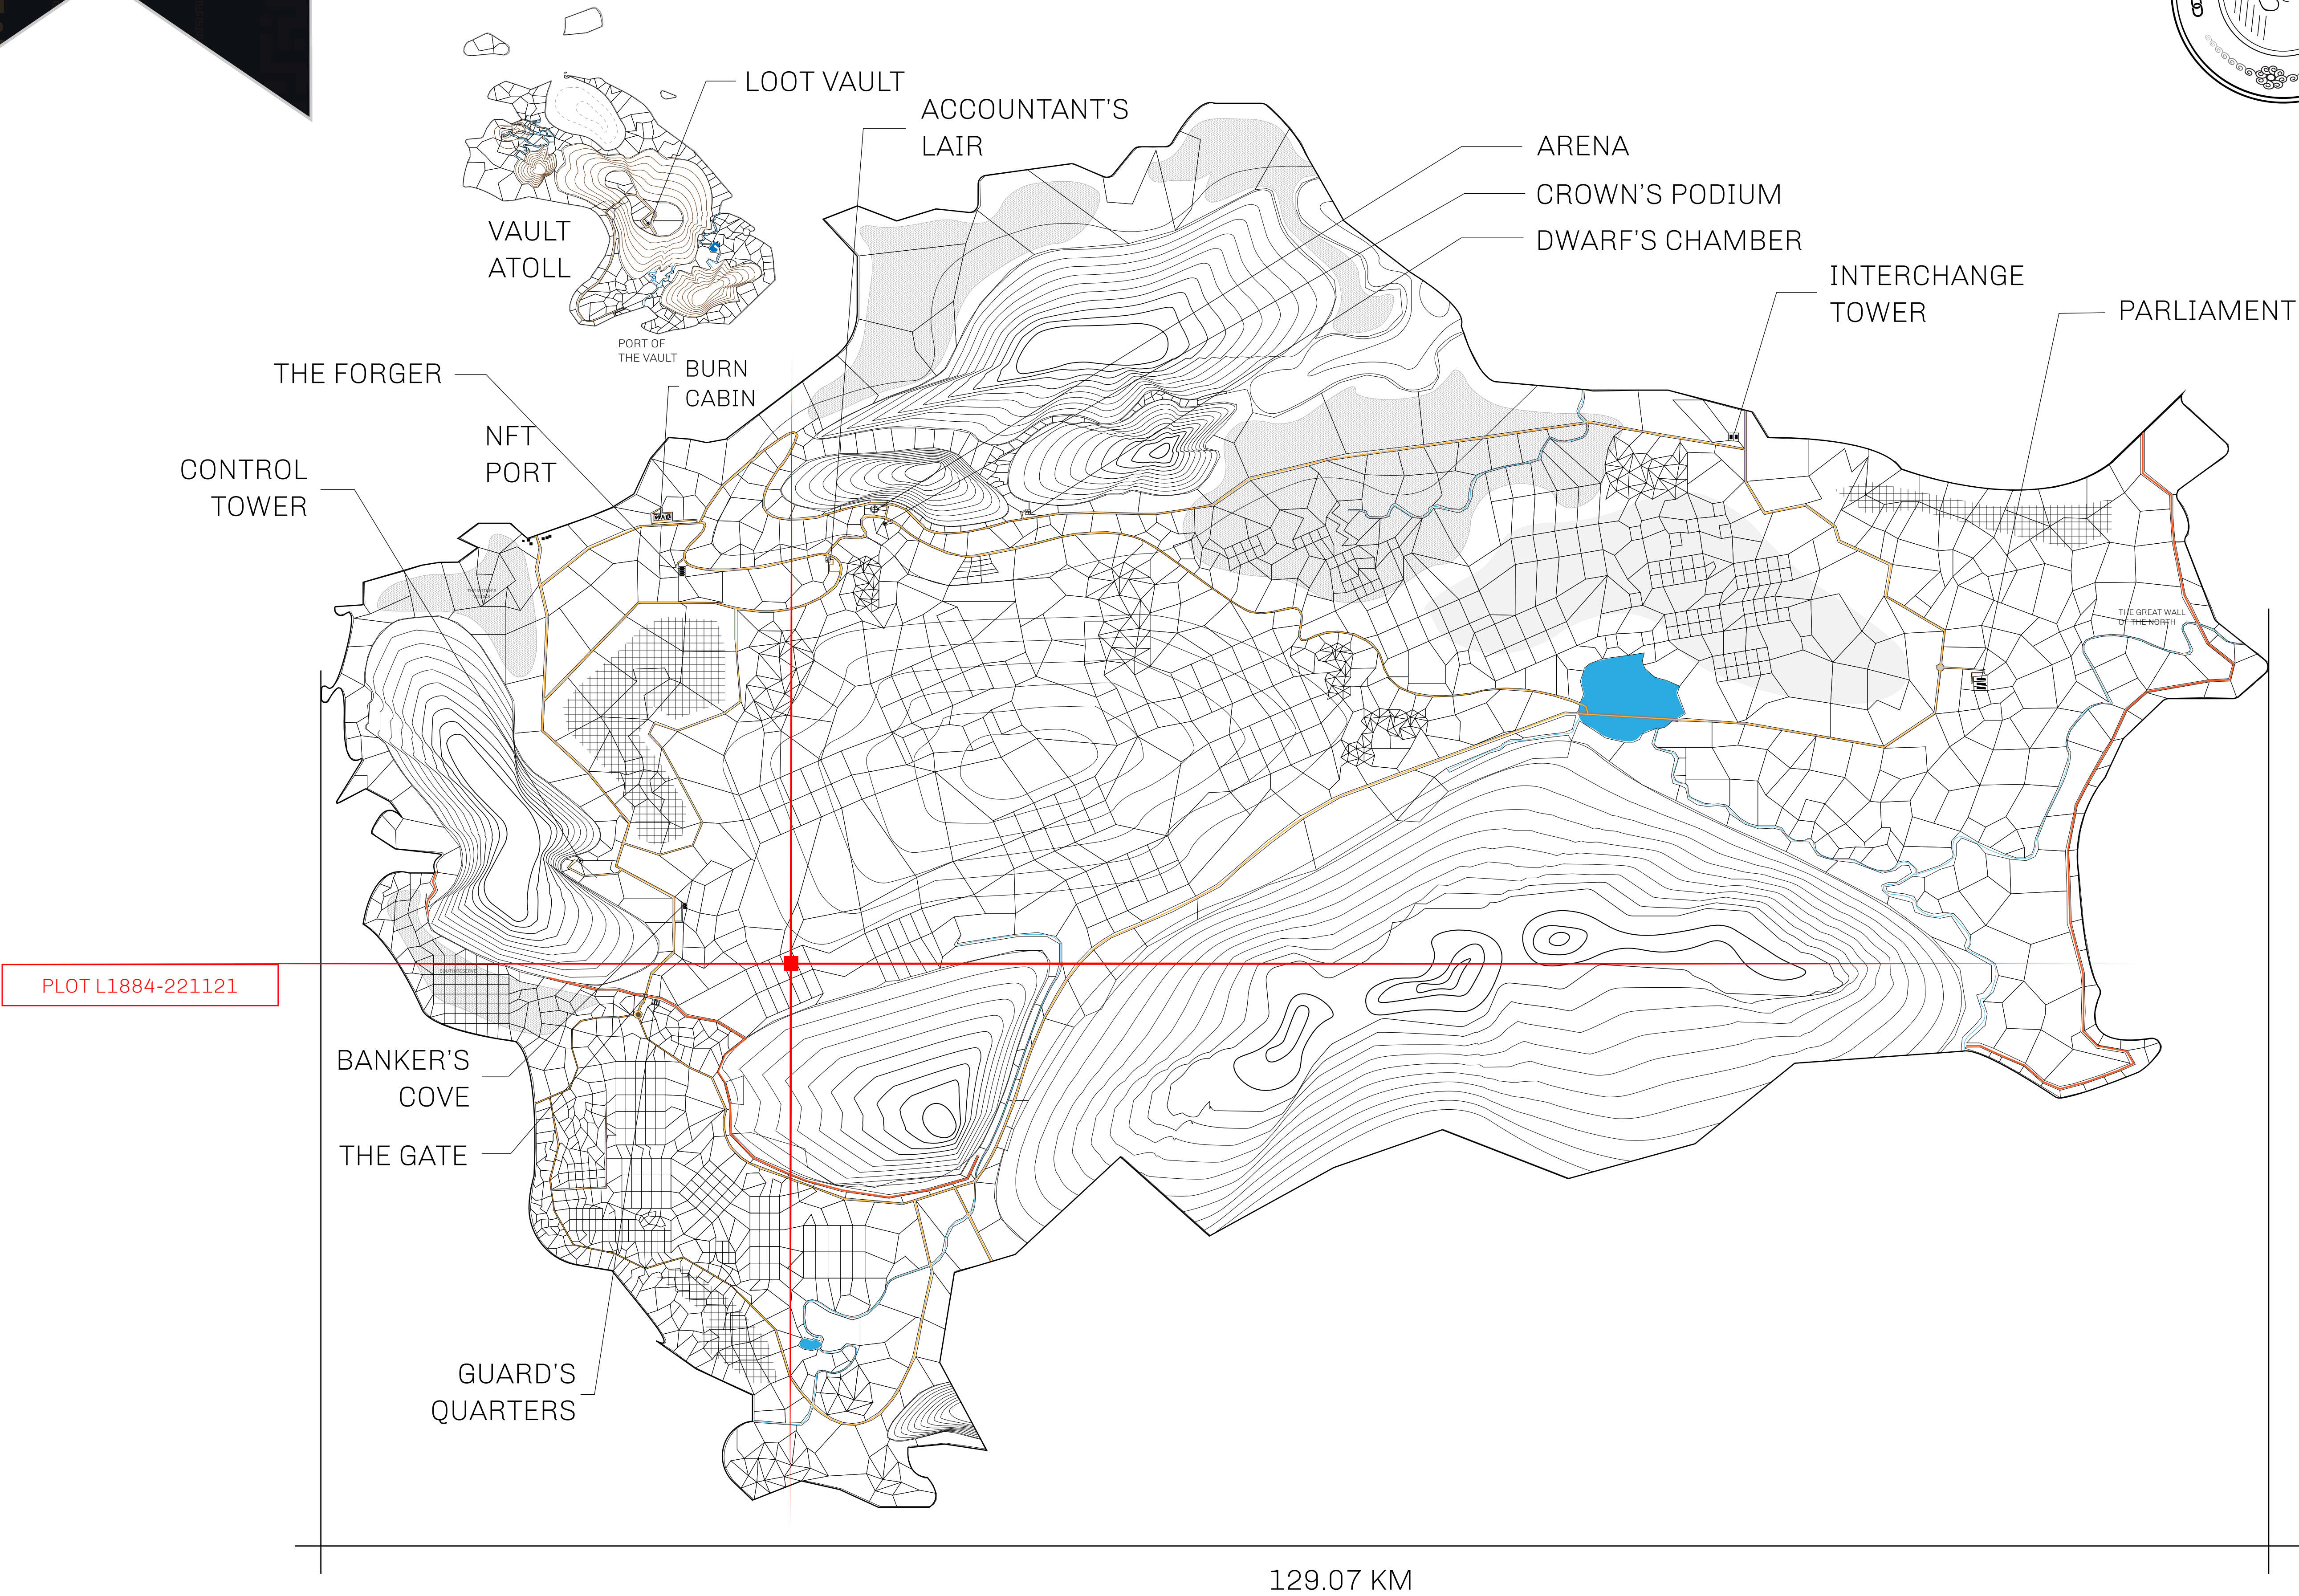 LOOT VAULT
ACCOUNTANT'S
LAIR
ARENA
CROWN'S PODIUM
DWARF'S CHAMBER
VAULT
ATOLL
INTERCHANGE
TOWER
PARLIAMENT
PORT OF
THE VAULT
THE FORGER
BURN
CABIN
NFT
PORT
CONTROL
TOWER
THE GREAT WALL
OF THE NORTH
SOUTH RESERVE
PLOT L1884-221121
BANKER'S
COVE
THE GATE
GUARD'S
QUARTERS
129.07 KM